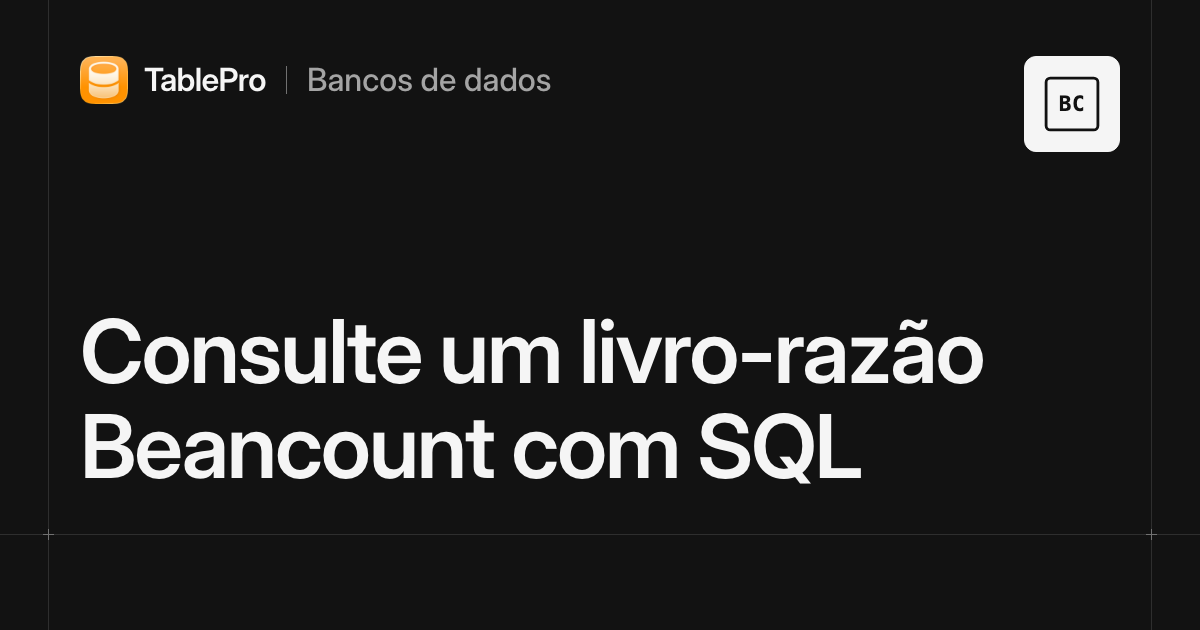 TablePro | Bancos de dados
BC
Consulte um livro-razão
Beancount com SQL